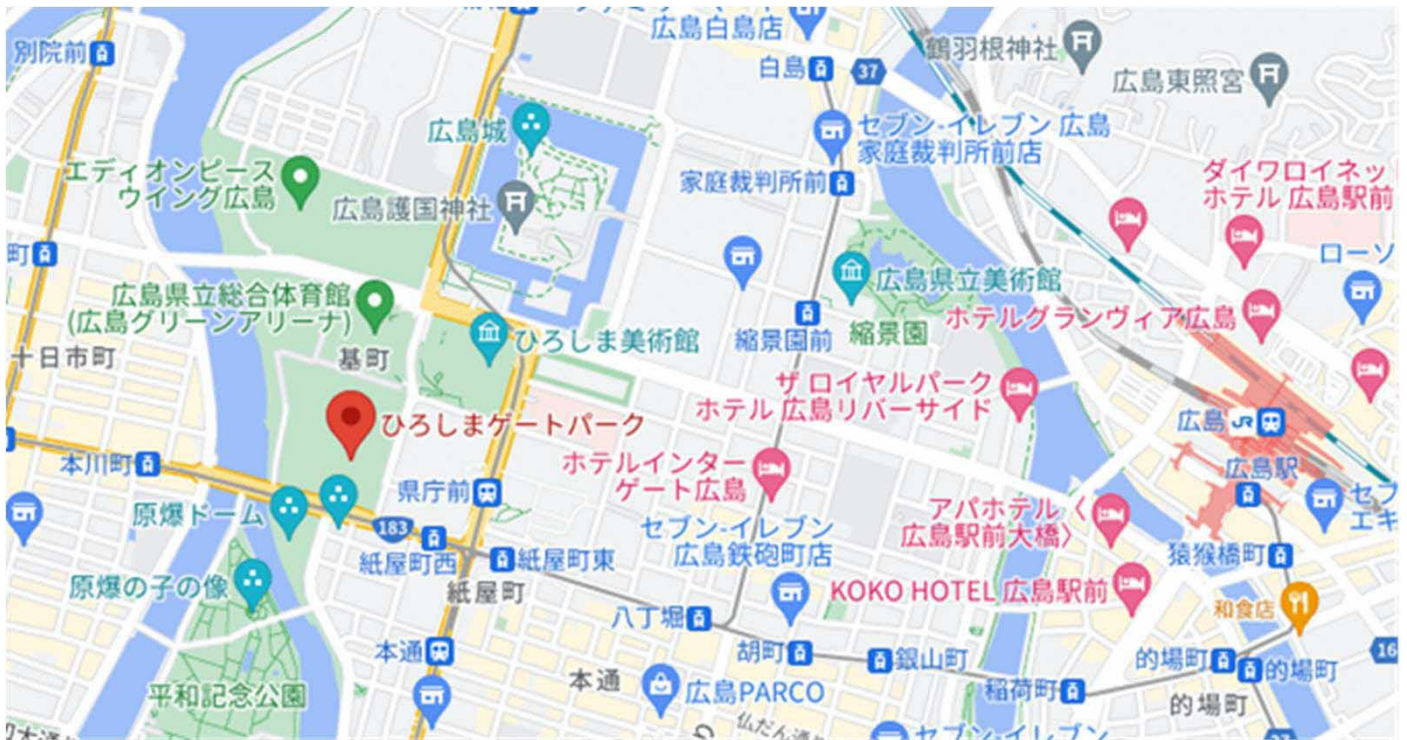 広島白島店
別院前
白島
37
鶴羽根神社
広島東照宮
広島城
セブン-イレブン 広島
家庭裁判所前店
エディオンピース
ウイング広島
広島護国神社
家庭裁判所前
ダイワロイネッ
ホテル 広島駅前
町
ローソ
広島県立総合体育館
(広島グリーンアリーナ)
広島県立美術館
十日市町
基町
ひろしま美術館
縮景園前
縮景園
ホテルグランヴィア広島
ザ ロイヤルパーク
ホテル 広島リバーサイド
ひろしまゲートパーク
広島
JR
本川町
ホテルインター
ゲート広島
広島駅
県庁前
原爆ドーム
183
セブ
エキ
アパホテル〈
広島駅前大橋〉
セブン-イレブン
広島鉄砲町店
紙屋町西
紙屋町東
猿猴橋町
原爆の子の像
紙屋町
KOKO HOTEL 広島駅前
和食店
八丁堀
本通
胡町
銀山町
的場町
的場町
16
本通
広島PARCO
稲荷町
平和記念公園
的場町
仏だん通
セブン-イレブン
37